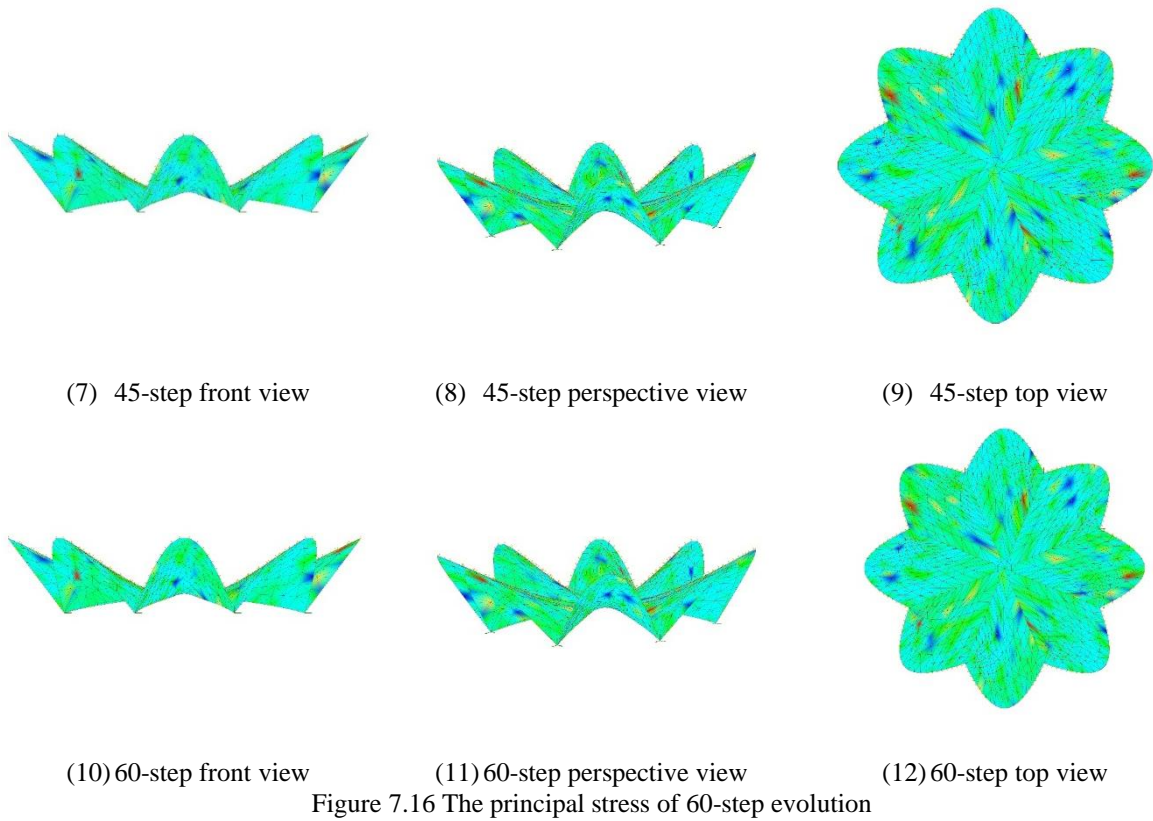 (7) 45-step front view
(8) 45-step perspective view
(9) 45-step top view
(10) 60-step front view
(11) 60-step perspective view
(12) 60-step top view
Figure 7.16 The principal stress of 60-step evolution